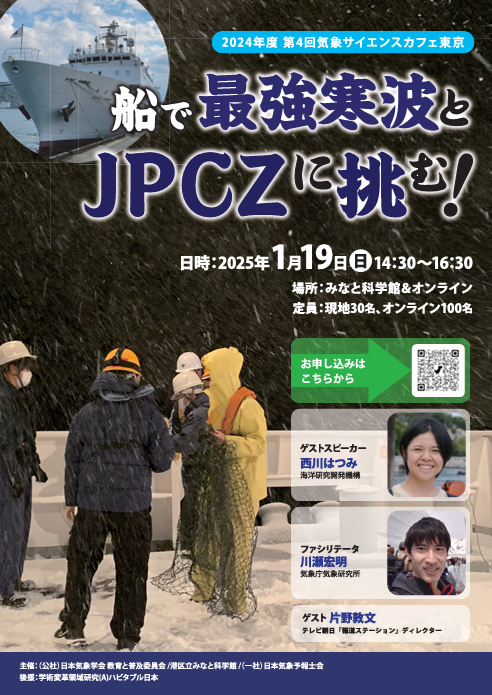 2024年度 第4回気象サイエンスカフェ東京
船で最強寒波と
JPCZに挑む!
日時:2025年1月19日(日)14:30〜16:30
場所:みなと科学館&オンライン
定員:現地30名、オンライン100名
お申し込みは
こちらから
ゲストスピーカー
西川はつみ
海洋研究開発機構
ファシリテータ
川瀬宏明
気象庁気象研究所
ゲスト 片野敦文
テレビ朝日「報道ステーション」ディレクター
主催:(公社)日本気象学会 教育と普及委員会/港区立みなと科学館/(一社)日本気象予報士会
後援:学術変革領域研究(A)ハビタブル日本